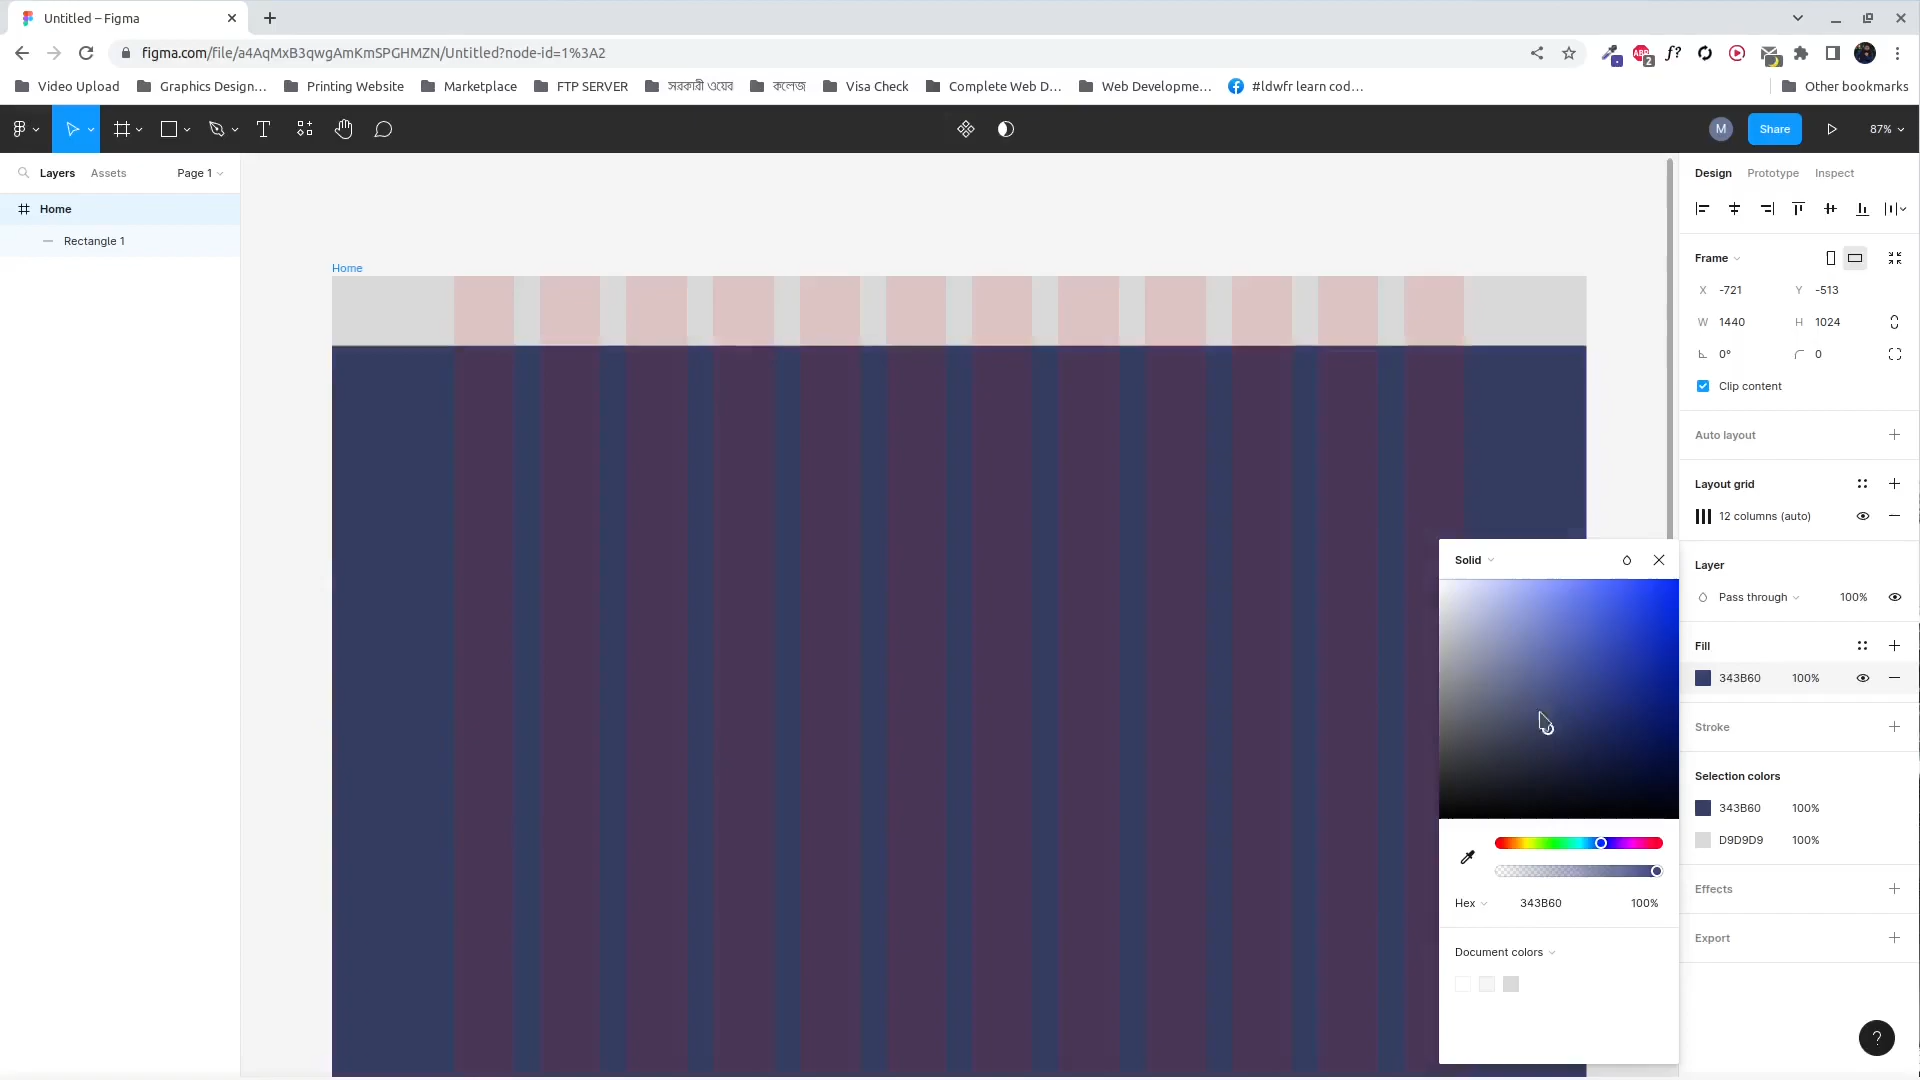 Untitled – Figma
figma.com/file/a4AqMxB3qwgAmKmSPGHMZN/Untitled?node-id=1%3A2
ABP
2
f?
Video Upload
Graphics Design...
Printing Website
Marketplace
FTP SERVER
সরকারী ওয়েব
কলেজ
Visa Check
Complete Web D...
Web Developme...
#ldwfr learn cod...
Other bookmarks
M
Share
87%
Layers
Assets
Page 1
Design
Prototype
Inspect
Home
Rectangle 1
Home
Frame
X
-721
Y
-513
W
1440
H
1024
0°
0
Clip content
Auto layout
Layout grid
12 columns (auto)
Layer
Pass through
100%
Fill
343B60
100%
Stroke
Selection colors
343B60
100%
D9D9D9
100%
Effects
Export
Solid
Hex
343B60
100%
Document colors
?